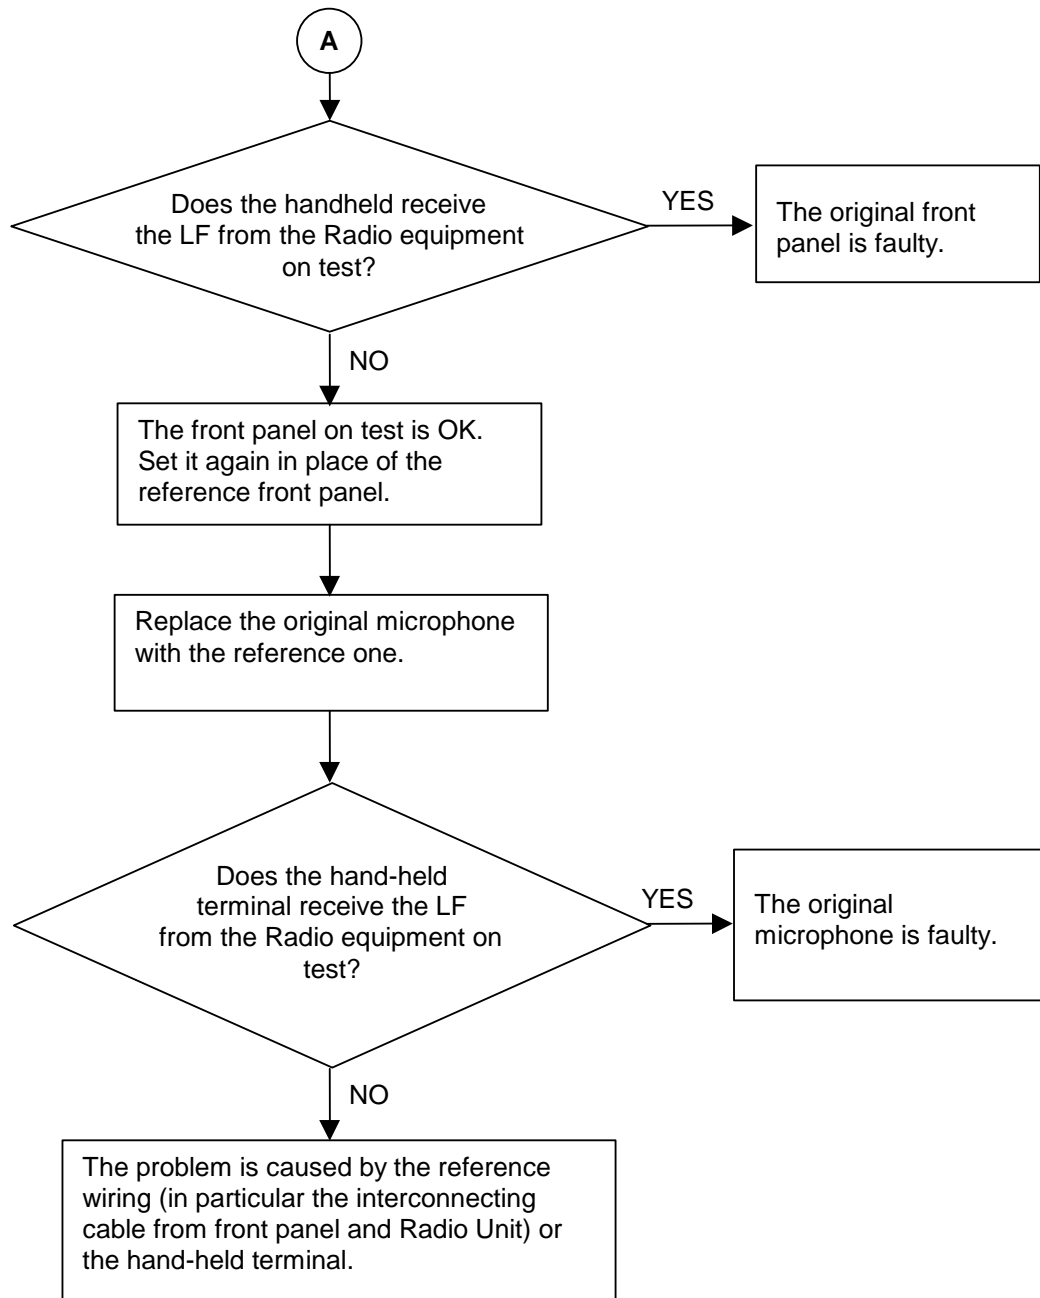 A
Does the handheld receive
the LF from the Radio equipment
on test?
YES
The original front
panel is faulty.
NO
The front panel on test is OK.
Set it again in place of the
reference front panel.
Replace the original microphone
with the reference one.
Does the hand-held
terminal receive the LF
from the Radio equipment on
test?
YES
The original
microphone is faulty.
NO
The problem is caused by the reference
wiring (in particular the interconnecting
cable from front panel and Radio Unit) or
the hand-held terminal.